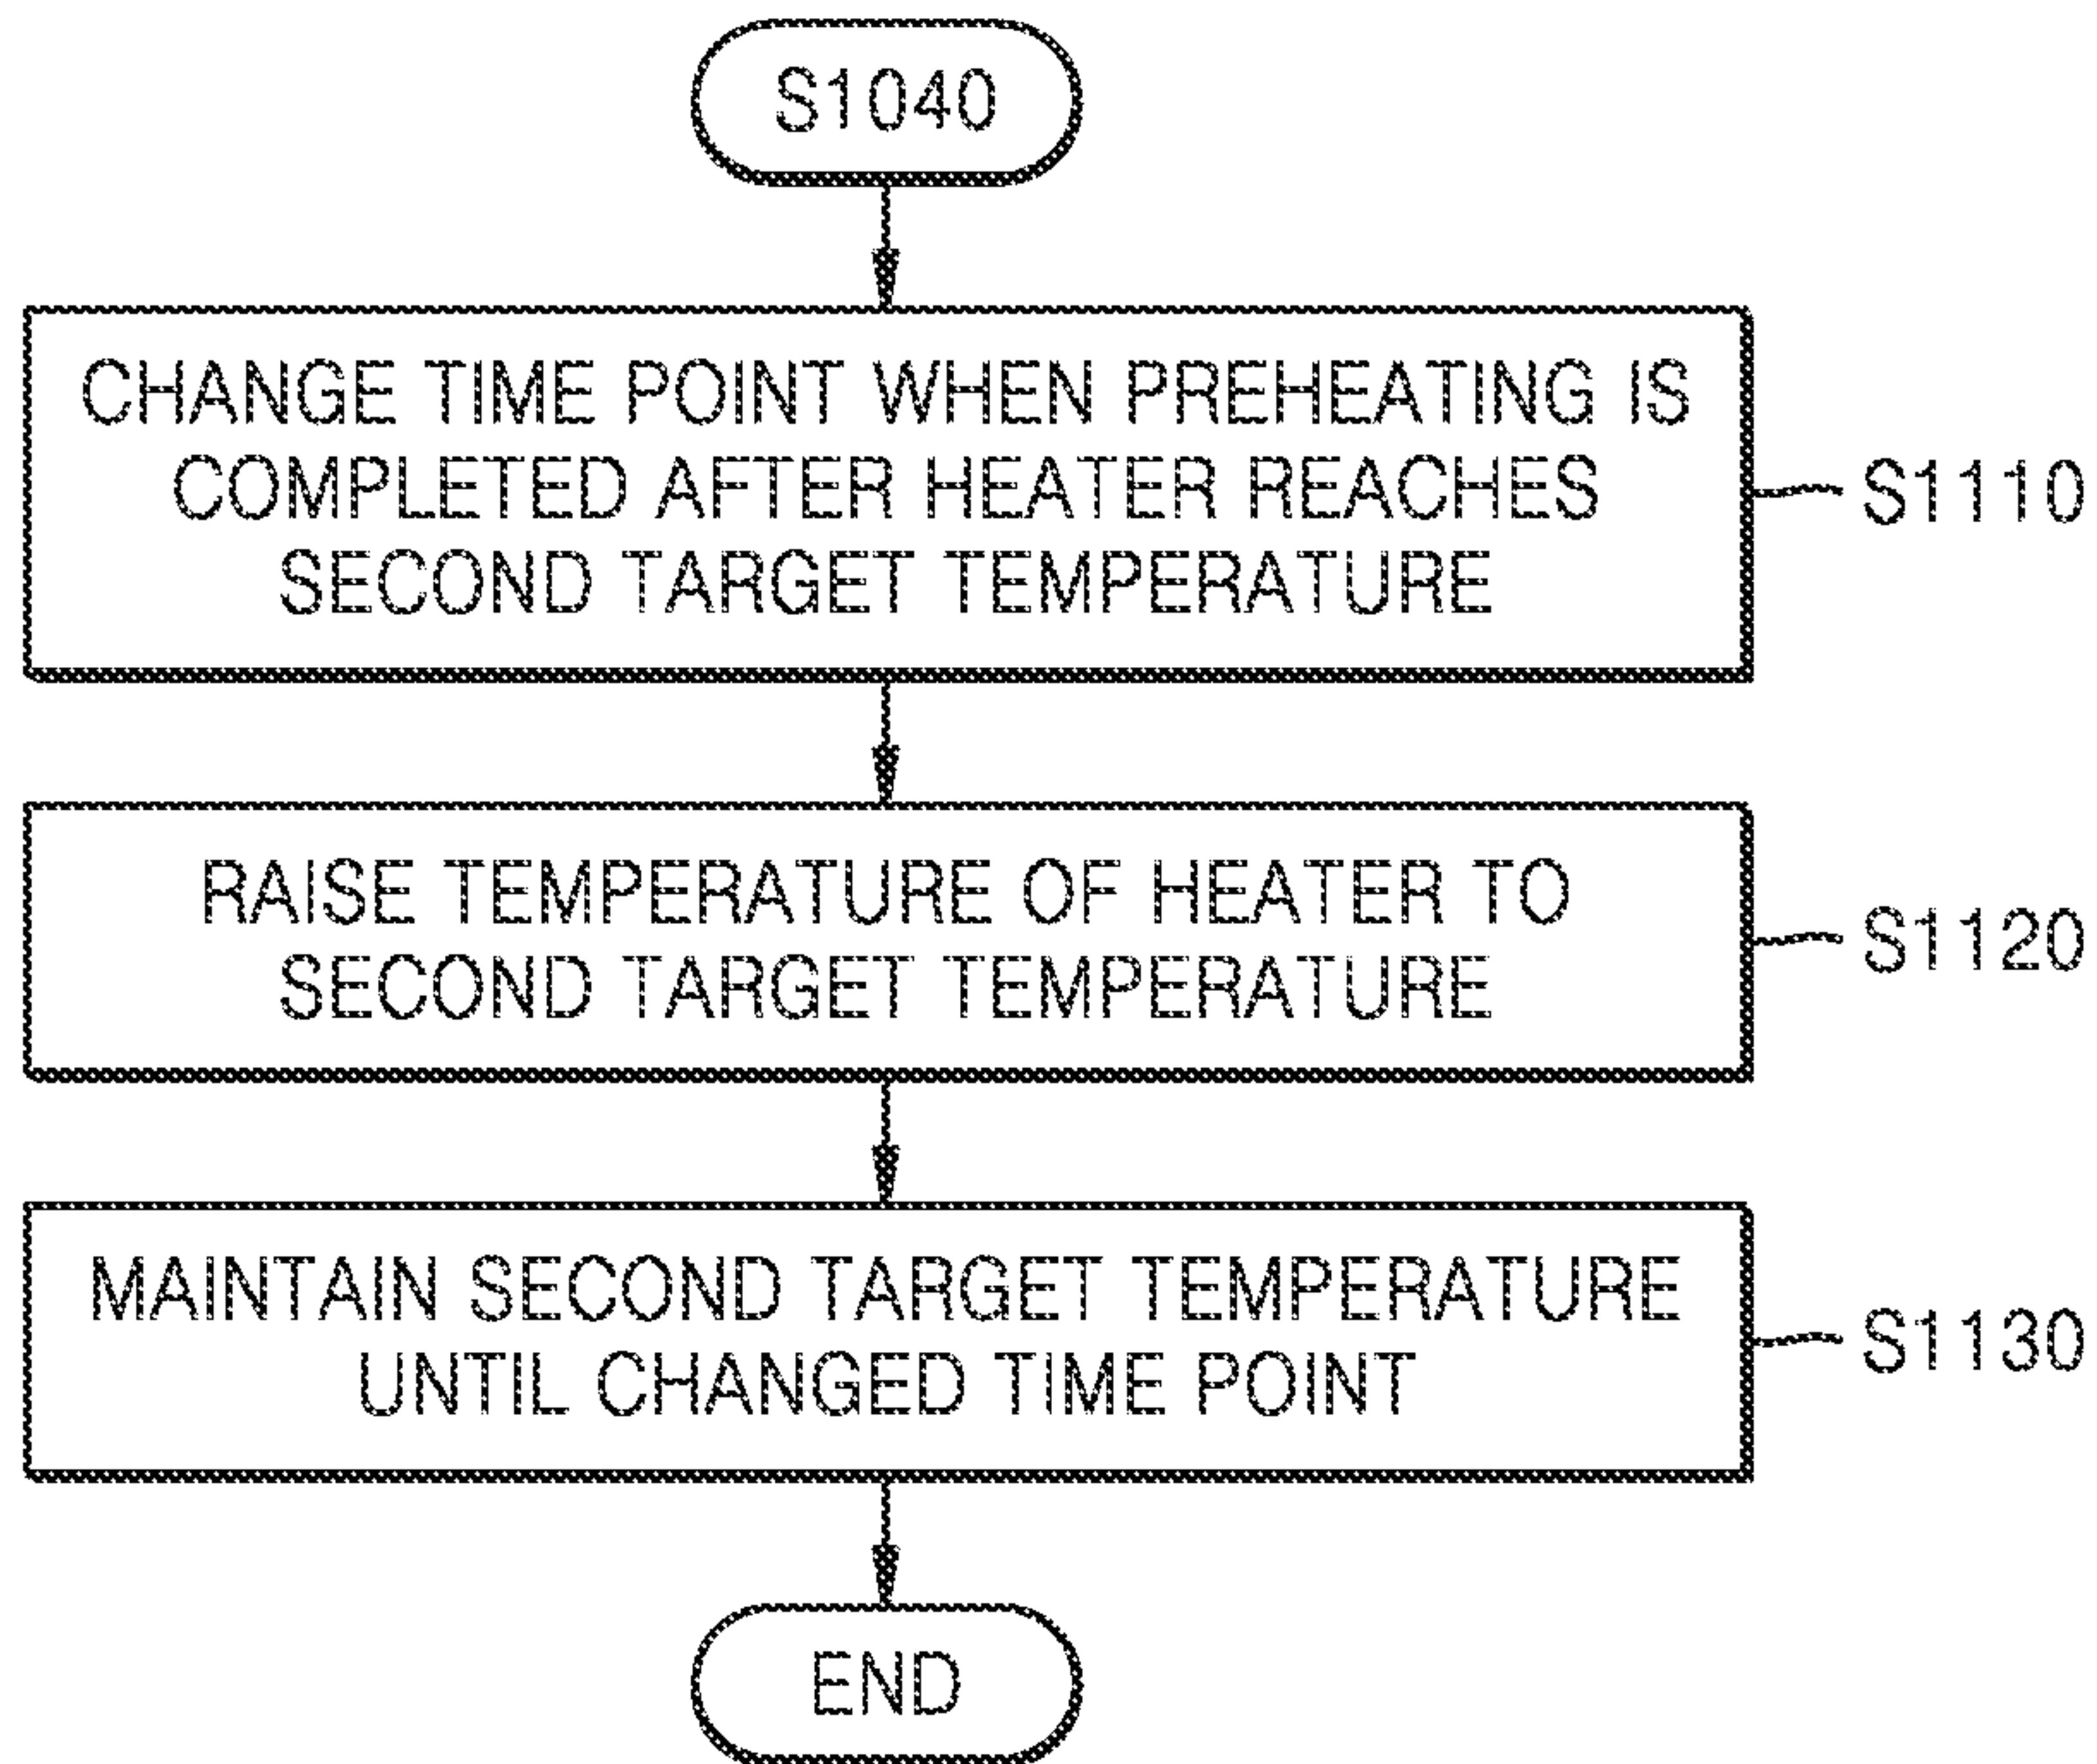 S1040
CHANGE TIME POINT WHEN PREHEATING IS
COMPLETED AFTER HEATER REACHES
SECOND TARGET TEMPERATURE
S1110
RAISE TEMPERATURE OF HEATER TO
SECOND TARGET TEMPERATURE
S1120
MAINTAIN SECOND TARGET TEMPERATURE
UNTIL CHANGED TIME POINT
S1130
END